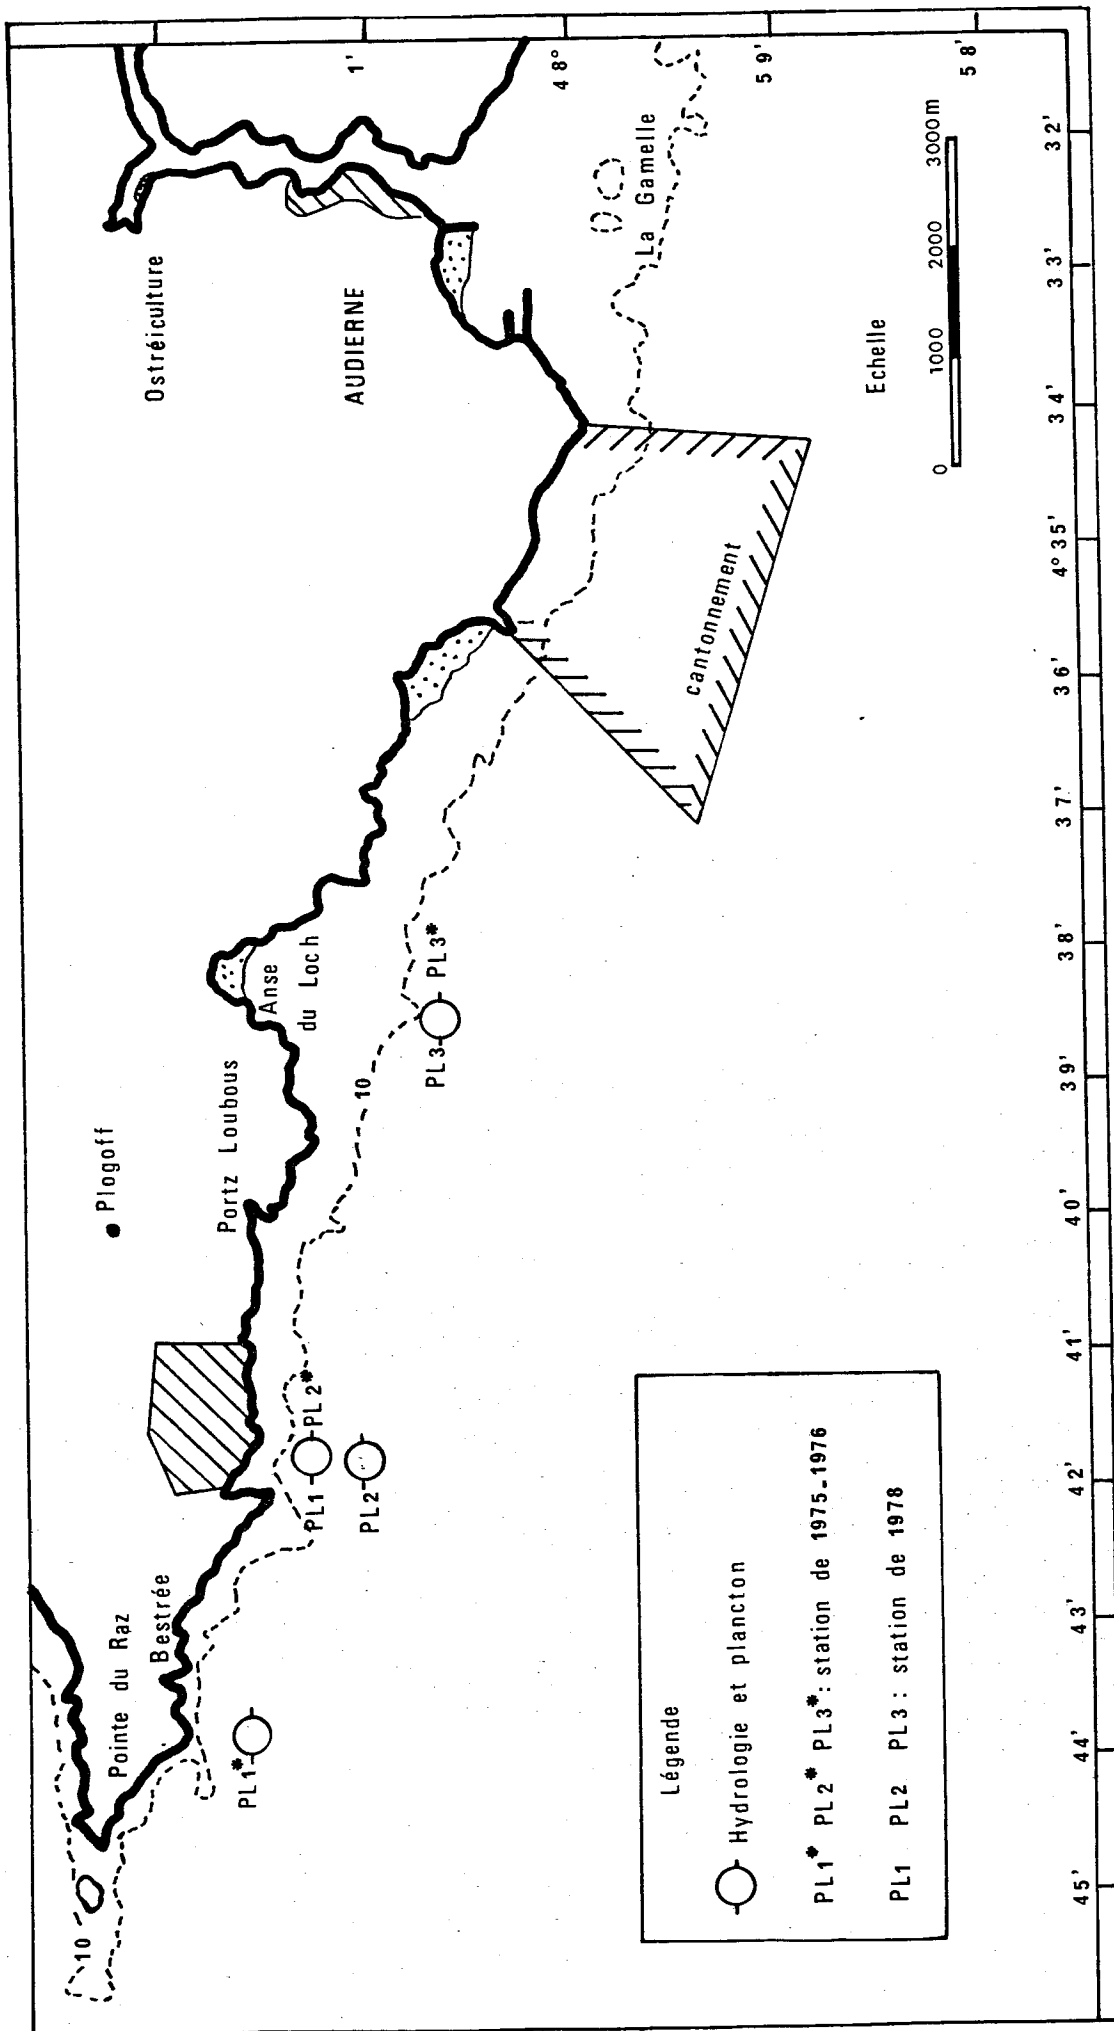 Plogoff
Pointe du Raz
Bestrée
Portz Loubous
Anse
du Loch
Ostréiculture
AUDIERNE
La Gamelle
cantonnement
10
10
PL1*
PL1
PL2*
PL2
PL3
PL3*
Légende
Hydrologie et plancton
PL1* PL2* PL3* : station de 1975-1976
PL1 PL2 PL3 : station de 1978
Echelle
0 1000 2000 3000m
1'
48°
59'
58'
45' 44' 43' 42' 41' 40' 39' 38' 37' 36' 4°35' 34' 33' 32'